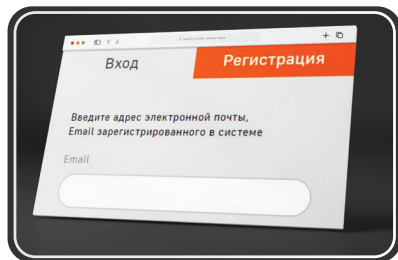 Вход
Регистрация
Введите адрес электронной почты,
Email зарегистрированного в системе
Email